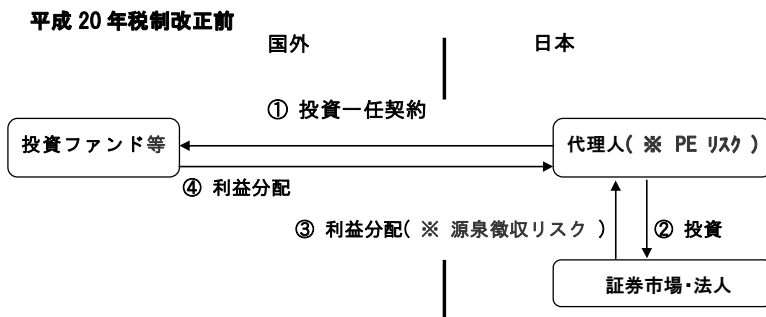 平成 20 年税制改正前
国外
日本
① 投資一任契約
投資ファンド等
代理人( ※ PE リスク )
④ 利益分配
③ 利益分配( ※ 源泉徴収リスク )
② 投資
証券市場・法人